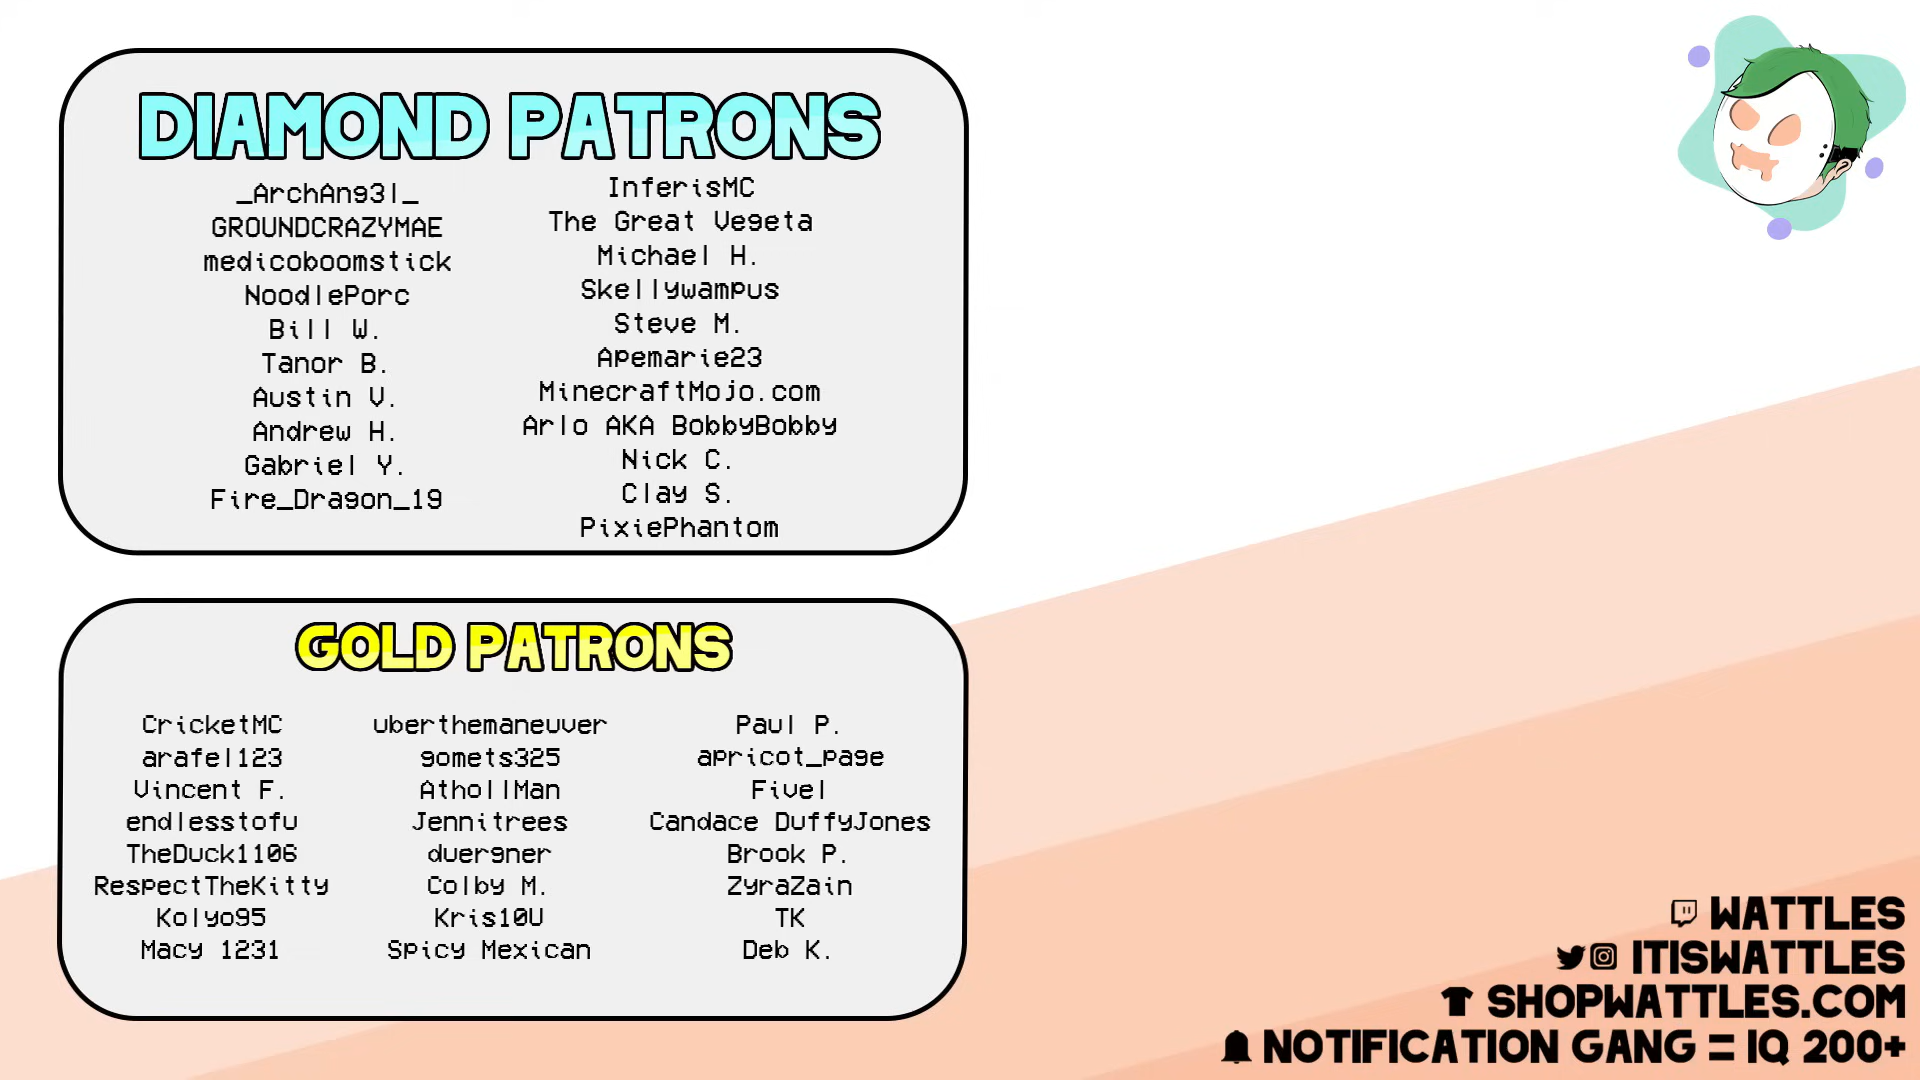 DIAMOND PATRONS
_ArchAng3l_
GROUNDCRAZYMAE
medicoboomstick
NoodlePorc
Bill W.
Tanor B.
Austin V.
Andrew H.
Gabriel Y.
Fire_Dragon_19
InferisMC
The Great Vegeta
Michael H.
Skellywampus
Steve M.
Apemarie23
MinecraftMojo.com
Arlo AKA BobbyBobby
Nick C.
Clay S.
PixiePhantom
GOLD PATRONS
CricketMC
arafel123
Vincent F.
endlesstofu
TheDuck1106
RespectTheKitty
Kolyo95
Macy 1231
uberthemaneuver
gomets325
AthollMan
Jennitrees
duergner
Colby M.
Kris10U
Spicy Mexican
Paul P.
apricot_page
Fivel
Candace DuffyJones
Brook P.
ZyraZain
TK
Deb K.
WATTLES
ITISWATTLES
SHOPWATTLES.COM
NOTIFICATION GANG = IQ 200+